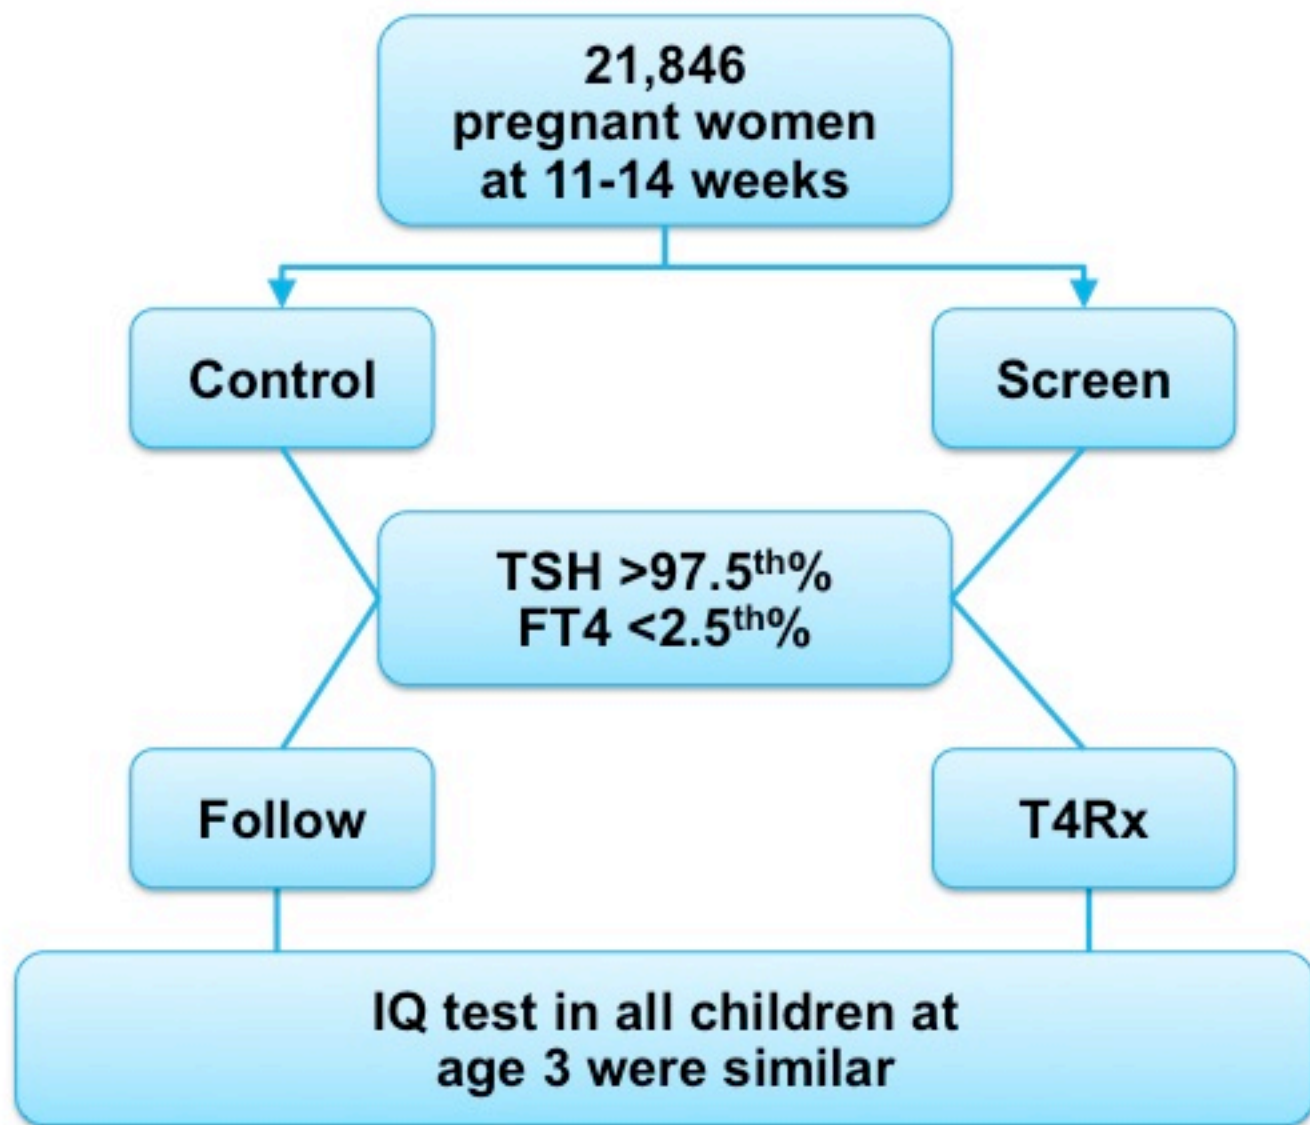 21,846
pregnant women
at 11-14 weeks
Control
Screen
TSH >97.5th%
FT4 <2.5th%
Follow
T4Rx
IQ test in all children at
age 3 were similar